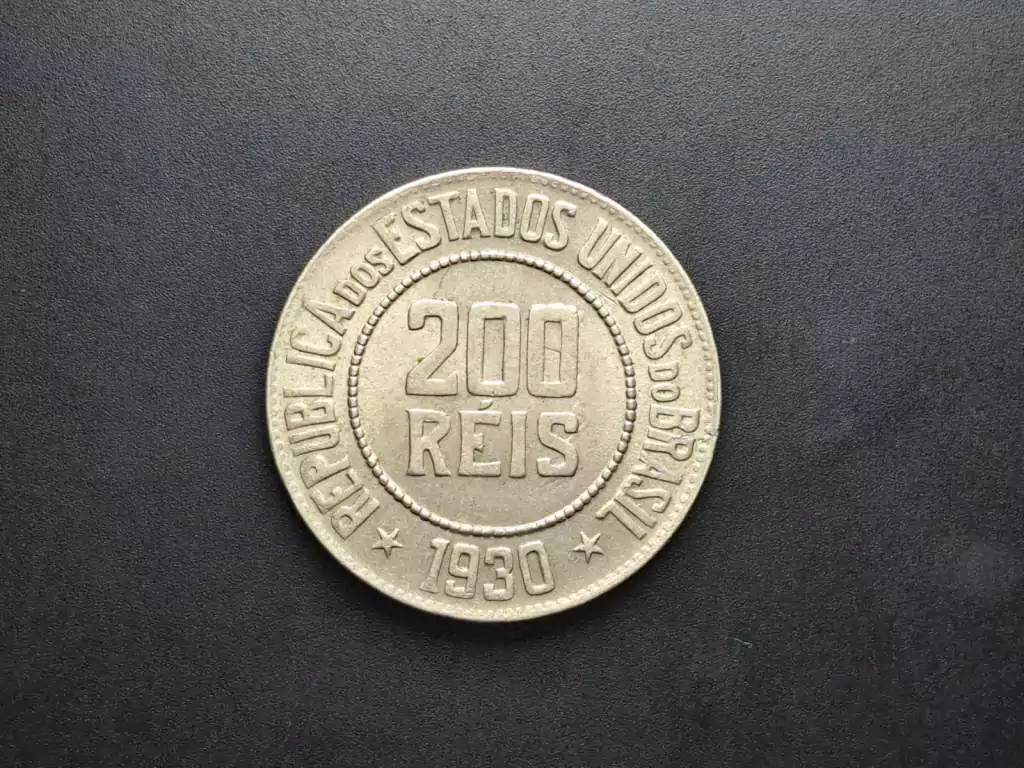 REPUBLICA DOS ESTADOS UNIDOS DO BRASIL
200
RÉIS
1930